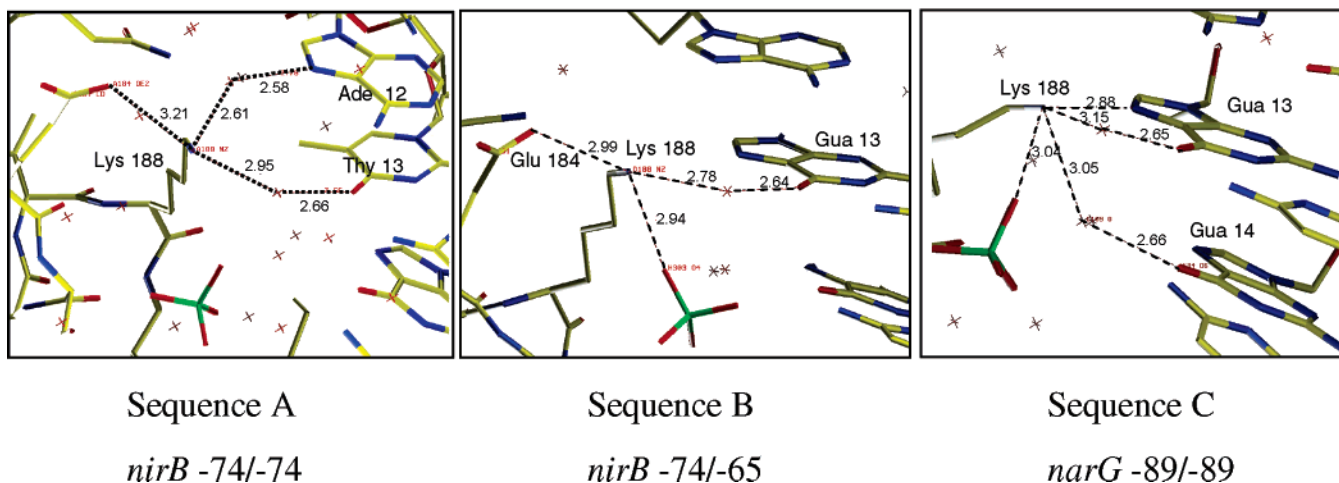 2.58
Ade 12
3.21
2.61
Lys 188
2.95
Thy 13
2.66
Gua 13
Glu 184
2.99
Lys 188
2.78
2.64
2.94
Lys 188
2.88
Gua 13
3.15
2.65
3.04
3.05
2.66
Gua 14
Sequence A
Sequence B
Sequence C
nirB -74/-74
nirB -74/-65
narG -89/-89